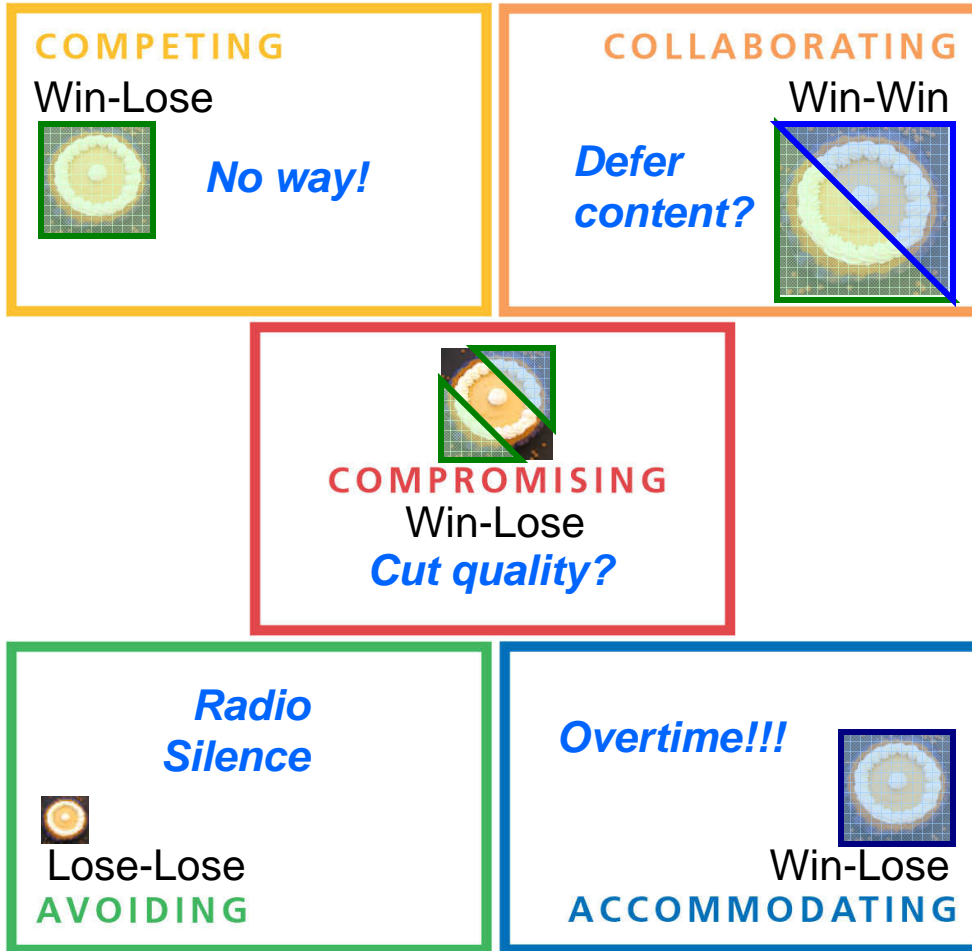 COMPETING
Win-Lose
No way!
COLLABORATING
Win-Win
Defer
content?
COMPROMISING
Win-Lose
Cut quality?
Radio
Silence
Lose-Lose
AVOIDING
Overtime!!!
Win-Lose
ACCOMMODATING